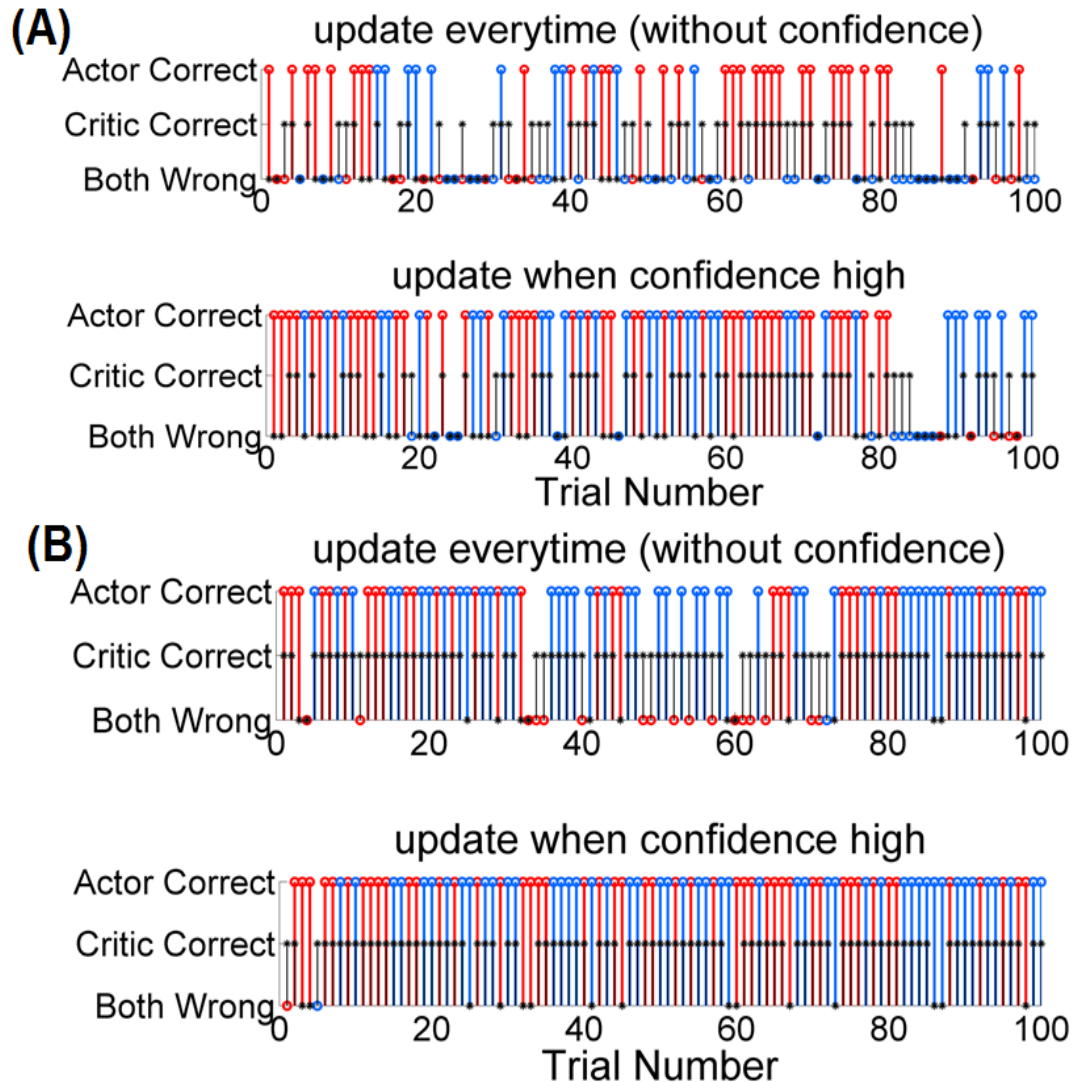 (A)
update everytime (without confidence)
Actor Correct
Critic Correct
Both Wrong
0 20 40 60 80 100
update when confidence high
Actor Correct
Critic Correct
Both Wrong
0 20 40 60 80 100
Trial Number
(B)
update everytime (without confidence)
Actor Correct
Critic Correct
Both Wrong
0 20 40 60 80 100
update when confidence high
Actor Correct
Critic Correct
Both Wrong
0 20 40 60 80 100
Trial Number